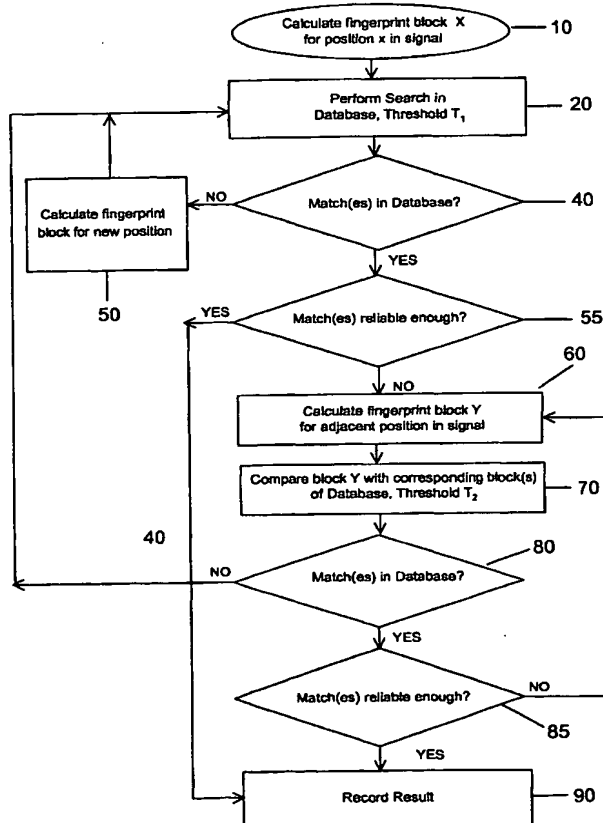 Calculate fingerprint block X
for position x in signal
10
Perform Search in
Database, Threshold T₁
20
NO
Match(es) in Database?
40
Calculate fingerprint
block for new position
50
YES
YES
Match(es) reliable enough?
55
NO
60
Calculate fingerprint block Y
for adjacent position in signal
Compare block Y with corresponding block(s)
of Database, Threshold T₂
70
40
NO
Match(es) in Database?
80
YES
Match(es) reliable enough?
NO
85
YES
Record Result
90